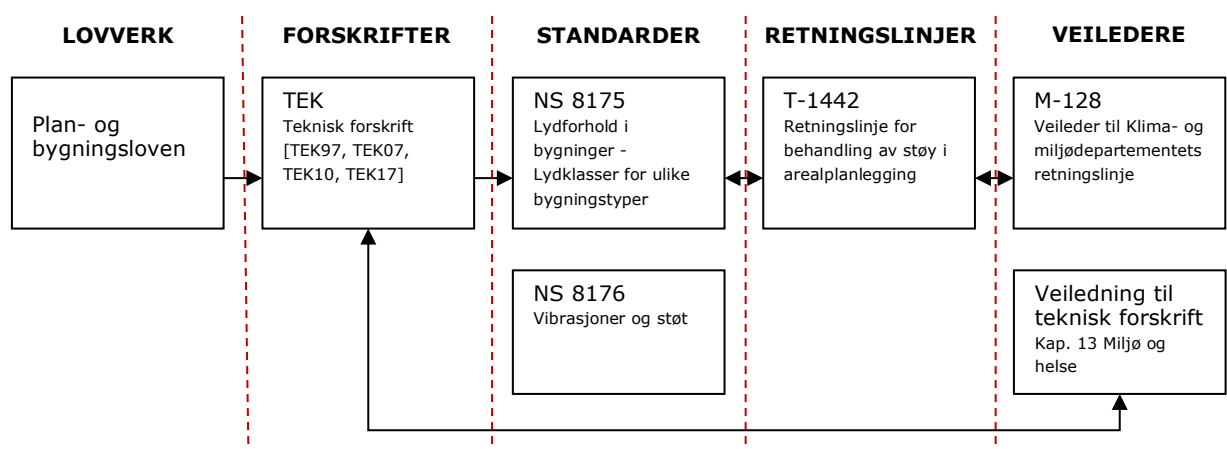 LOVVERK
FORSKRIFTER
STANDARDER
RETNINGSLINJER
VEILEDERE
Plan- og
bygningsloven
TEK
Teknisk forskrift
[TEK97, TEK07,
TEK10, TEK17]
NS 8175
Lydforhold i
bygninger -
Lydklasser for ulike
bygningstyper
T-1442
Retningslinje for
behandling av støy i
arealplanlegging
M-128
Veileder til Klima- og
miljødepartementets
retningslinje
NS 8176
Vibrasjoner og støt
Veiledning til
teknisk forskrift
Kap. 13 Miljø og
helse